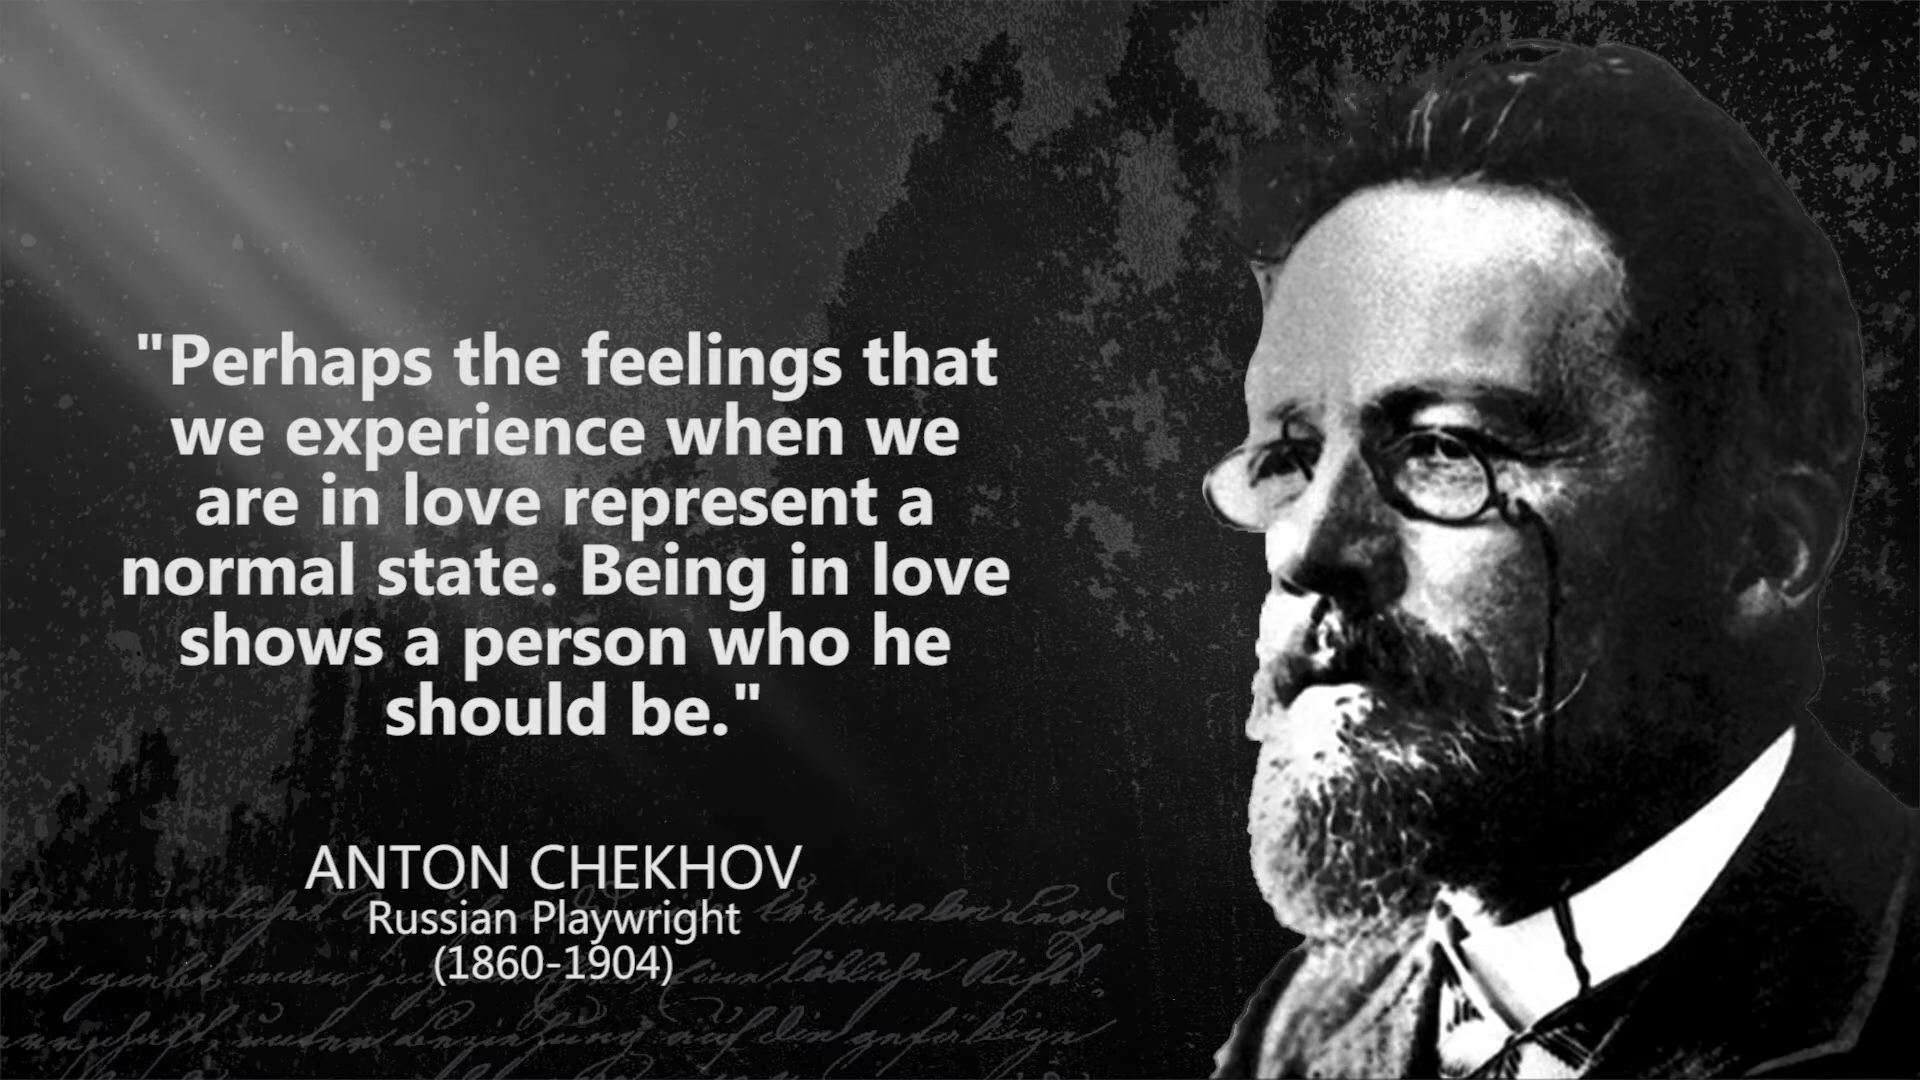 "Perhaps the feelings that
we experience when we
are in love represent a
normal state. Being in love
shows a person who he
should be."
ANTON CHEKHOV
Russian Playwright
(1860-1904)